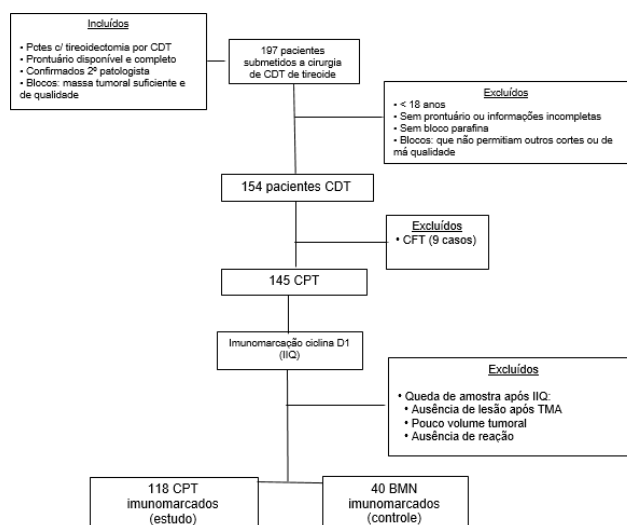 Incluídos
• Pctes c/ tireoidectomia por CDT
• Prontuário disponível e completo
• Confirmados 2º patologista
• Blocos: massa tumoral suficiente e
de qualidade
197 pacientes
submetidos a cirurgia
de CDT de tireoide
Excluídos
• < 18 anos
• Sem prontuário ou informações incompletas
• Sem bloco parafina
• Blocos: que não permitiam outros cortes ou de
má qualidade
154 pacientes CDT
Excluídos
• CFT (9 casos)
145 CPT
Imunomarcação ciclina D1
(IIQ)
Excluídos
• Queda de amostra após IIQ:
• Ausência de lesão após TMA
• Pouco volume tumoral
• Ausência de reação
118 CPT
imunomarcados
(estudo)
40 BMN
imunomarcados
(controle)